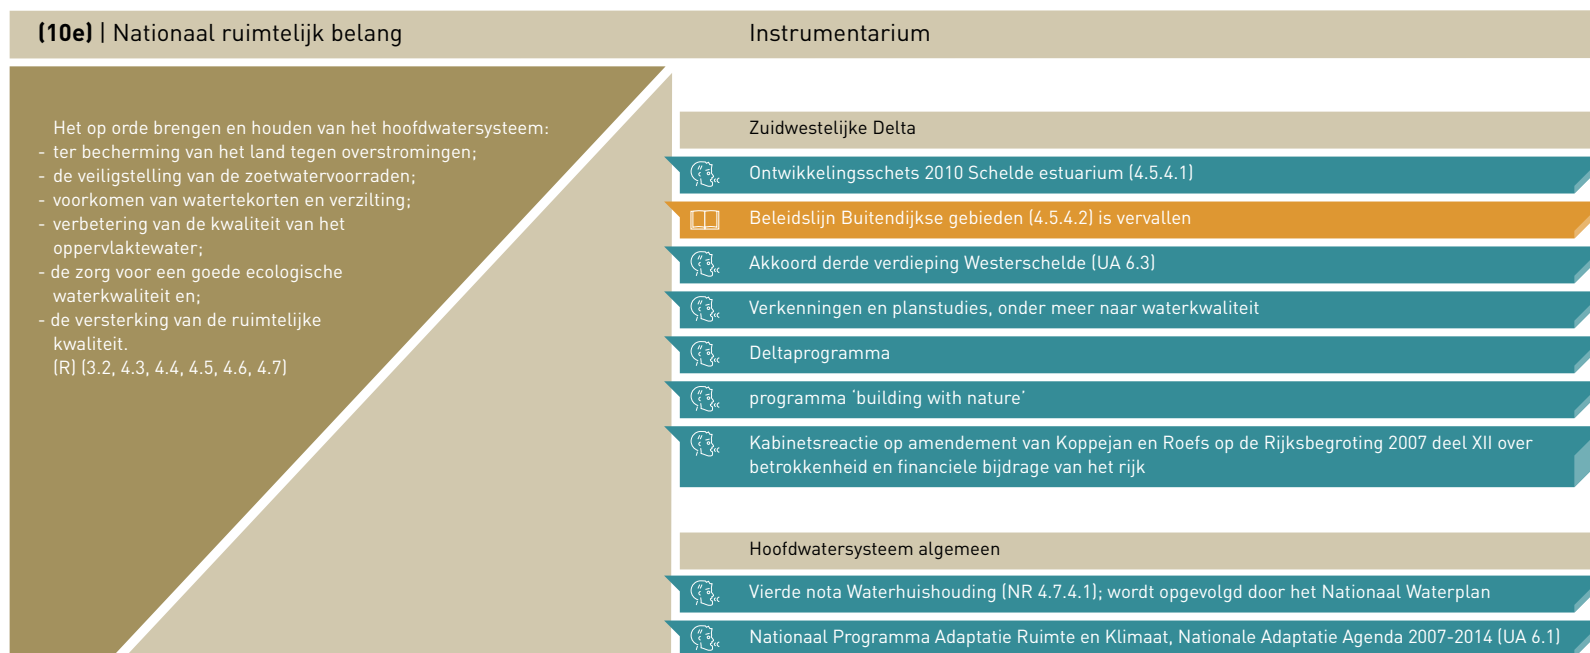 (10e) | Nationaal ruimtelijk belang
Instrumentarium
Het op orde brengen en houden van het hoofdwatersysteem:
- ter becherming van het land tegen overstromingen;
- de veiligstelling van de zoetwatervoorraden;
- voorkomen van watertekorten en verzilting;
- verbetering van de kwaliteit van het
oppervlaktewater;
- de zorg voor een goede ecologische
waterkwaliteit en;
- de versterking van de ruimtelijke
kwaliteit.
(R) (3.2, 4.3, 4.4, 4.5, 4.6, 4.7)
Zuidwestelijke Delta
Ontwikkelingsschets 2010 Schelde estuarium (4.5.4.1)
Beleidslijn Buitendijkse gebieden (4.5.4.2) is vervallen
Akkoord derde verdieping Westerschelde (UA 6.3)
Verkenningen en planstudies, onder meer naar waterkwaliteit
Deltaprogramma
programma ‘building with nature’
Kabinetsreactie op amendement van Koppejan en Roefs op de Rijksbegroting 2007 deel XII over
betrokkenheid en financiele bijdrage van het rijk
Hoofdwatersysteem algemeen
Vierde nota Waterhuishouding (NR 4.7.4.1); wordt opgevolgd door het Nationaal Waterplan
Nationaal Programma Adaptatie Ruimte en Klimaat, Nationale Adaptatie Agenda 2007-2014 (UA 6.1)